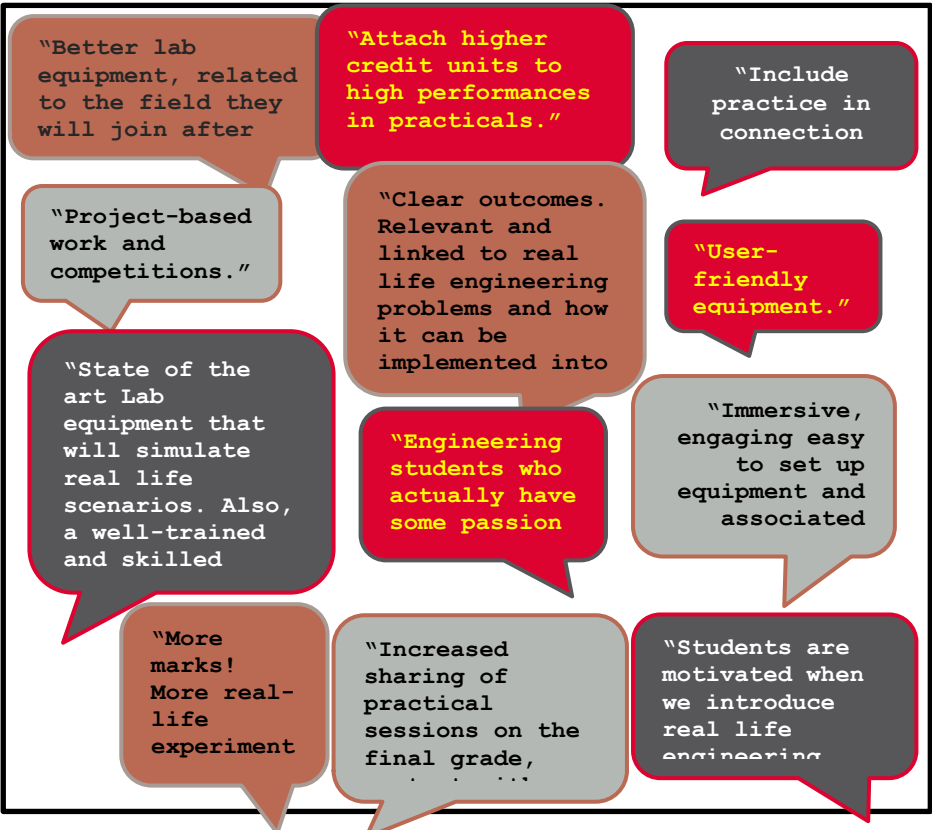 “Better lab
equipment, related
to the field they
will join after
“Attach higher
credit units to
high performances
in practicals.”
“Include
practice in
connection
“Project-based
work and
competitions.”
“Clear outcomes.
Relevant and
linked to real
life engineering
problems and how
it can be
implemented into
“User-
friendly
equipment.”
“State of the
art Lab
equipment that
will simulate
real life
scenarios. Also,
a well-trained
and skilled
“Engineering
students who
actually have
some passion
“Immersive,
engaging easy
to set up
equipment and
associated
“More
marks!
More real-
life
experiment
“Increased
sharing of
practical
sessions on the
final grade,
“Students are
motivated when
we introduce
real life
engineering